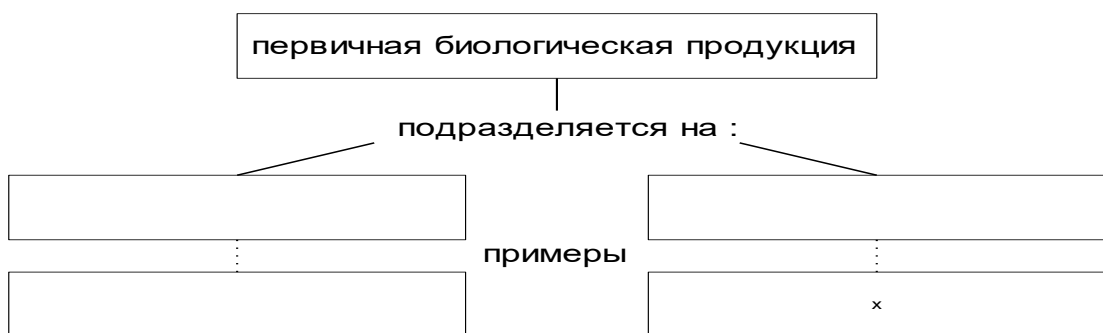 первичная биологическая продукция
подразделяется на :
примеры
x